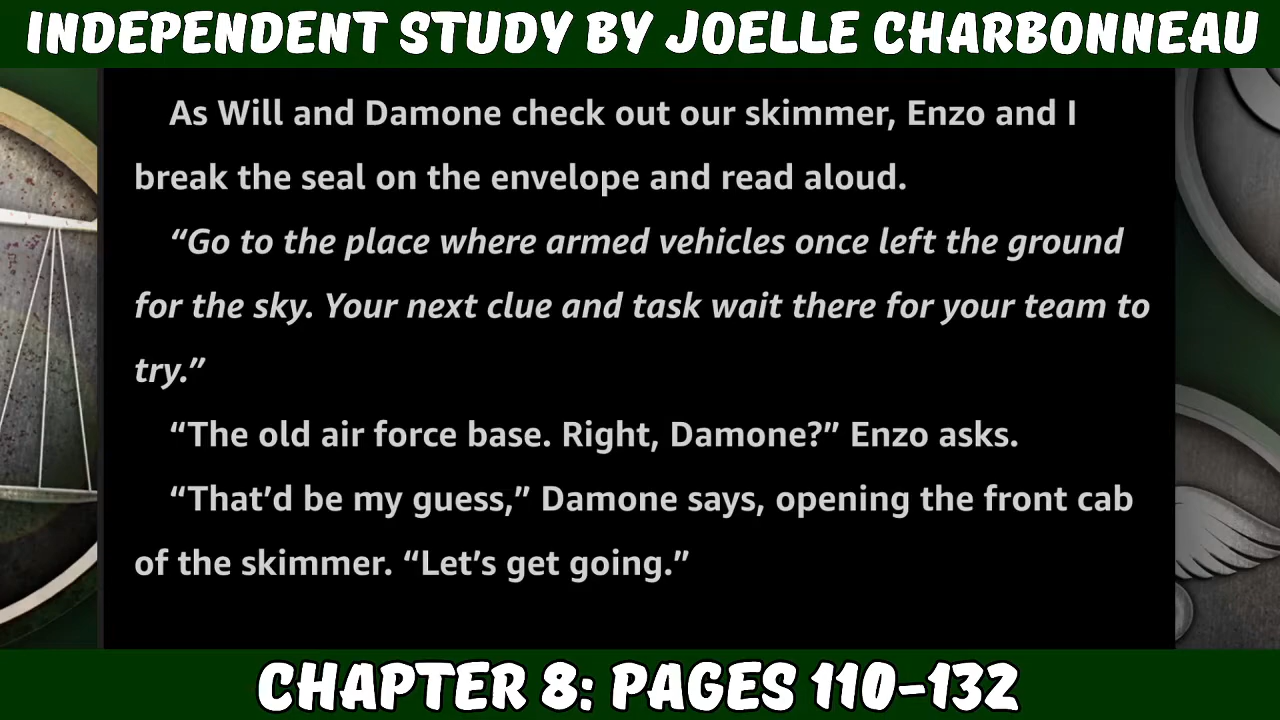 INDEPENDENT STUDY BY JOELLE CHARBONNEAU
As Will and Damone check out our skimmer, Enzo and I
break the seal on the envelope and read aloud.
“Go to the place where armed vehicles once left the ground
for the sky. Your next clue and task wait there for your team to
try.”
“The old air force base. Right, Damone?” Enzo asks.
“That’d be my guess,” Damone says, opening the front cab
of the skimmer. “Let’s get going.”
CHAPTER 8: PAGES 110-132